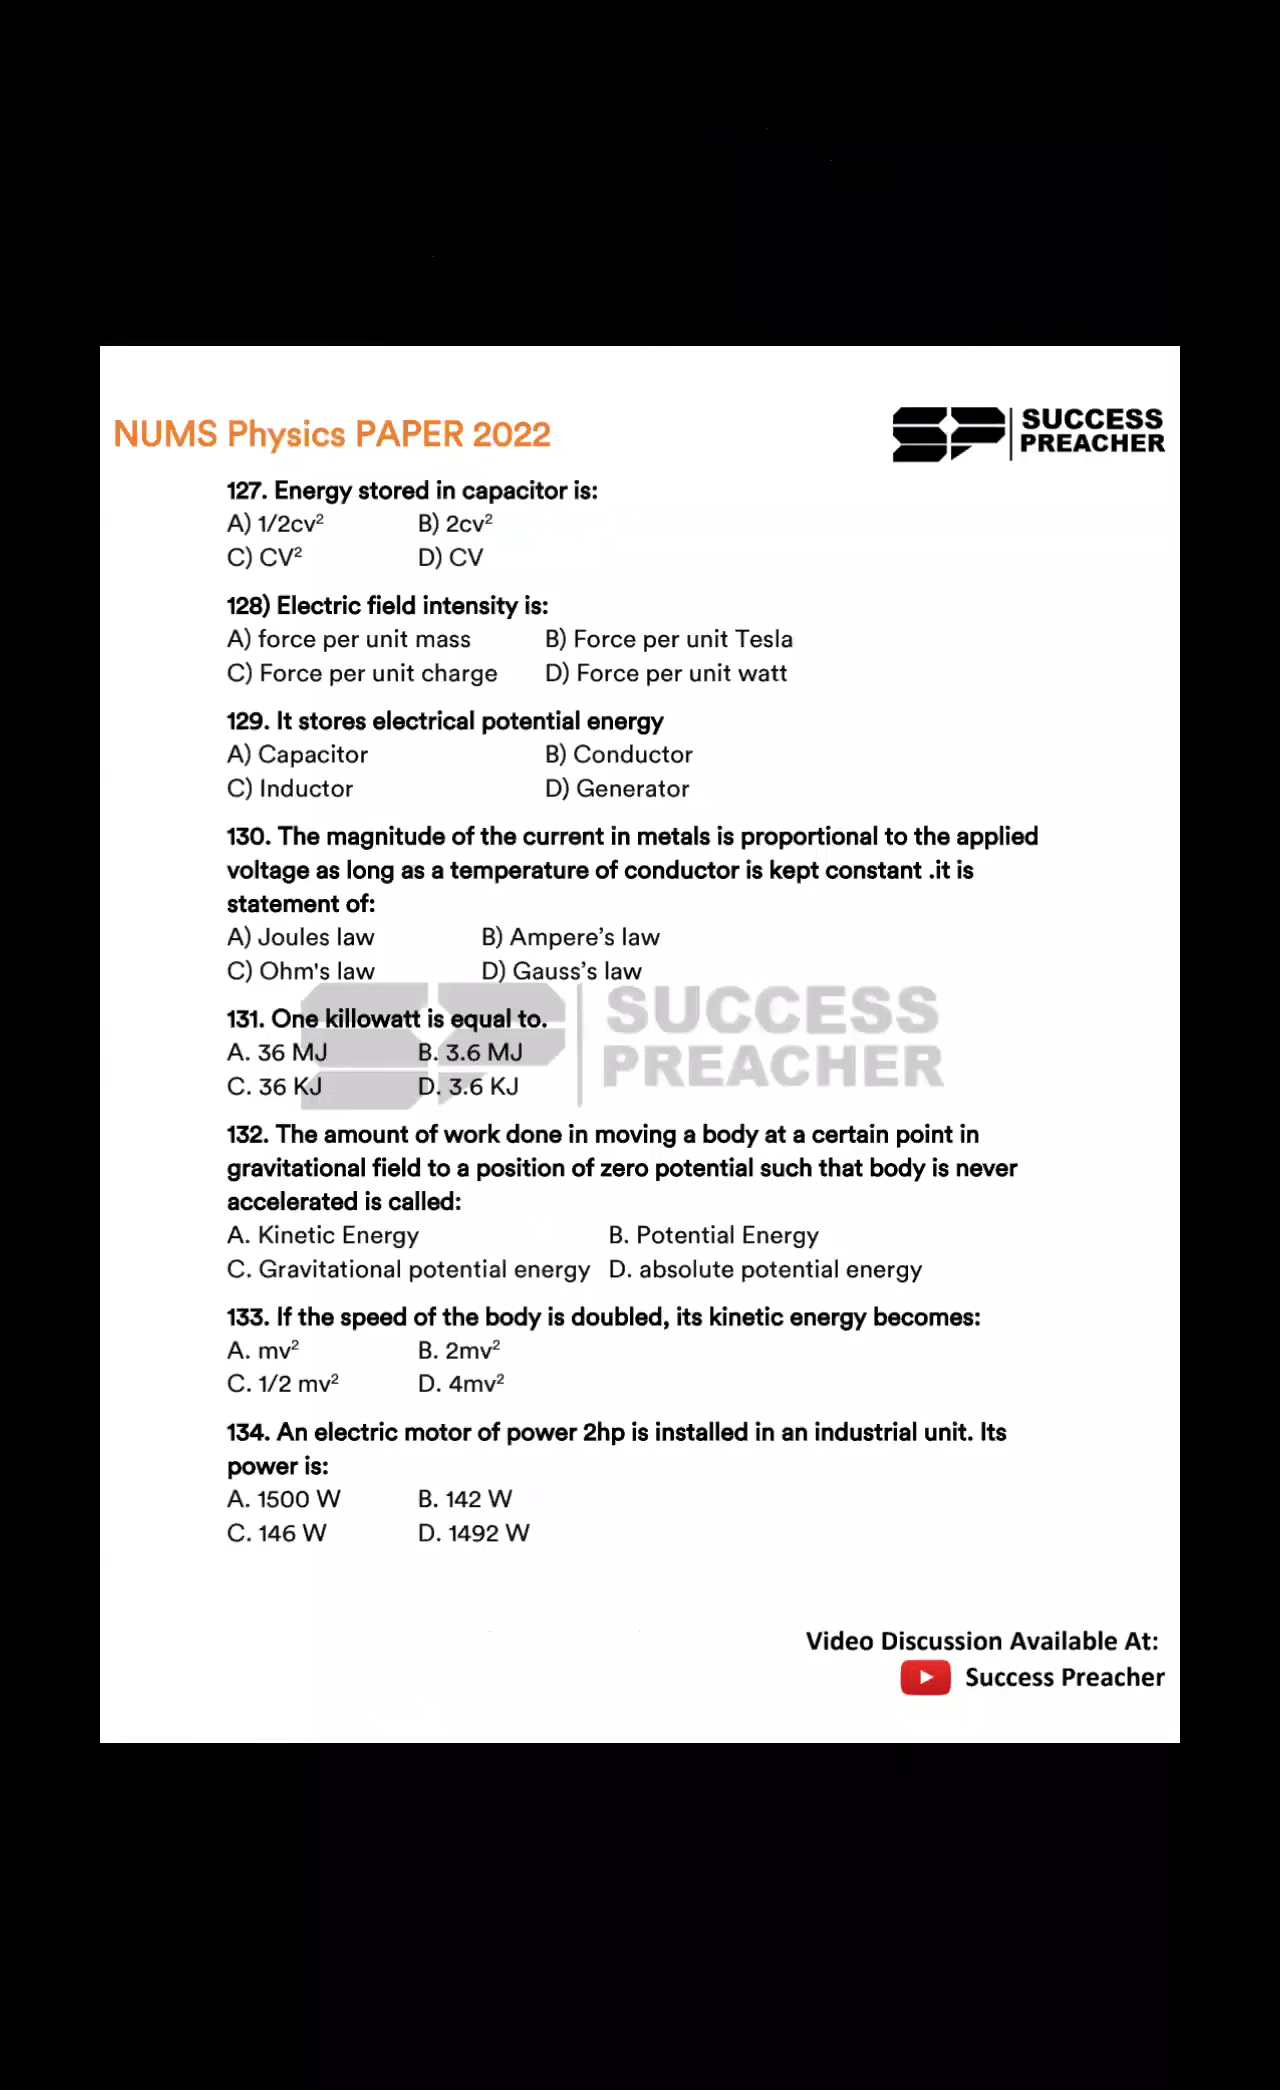 NUMS Physics PAPER 2022
SUCCESS
PREACHER
127. Energy stored in capacitor is:
A) 1/2cv² B) 2cv²
C) CV² D) CV
128) Electric field intensity is:
A) force per unit mass B) Force per unit Tesla
C) Force per unit charge D) Force per unit watt
129. It stores electrical potential energy
A) Capacitor B) Conductor
C) Inductor D) Generator
130. The magnitude of the current in metals is proportional to the applied
voltage as long as a temperature of conductor is kept constant .it is
statement of:
A) Joules law B) Ampere’s law
C) Ohm's law D) Gauss’s law
SUCCESS
PREACHER
131. One killowatt is equal to.
A. 36 MJ B. 3.6 MJ
C. 36 KJ D. 3.6 KJ
132. The amount of work done in moving a body at a certain point in
gravitational field to a position of zero potential such that body is never
accelerated is called:
A. Kinetic Energy B. Potential Energy
C. Gravitational potential energy D. absolute potential energy
133. If the speed of the body is doubled, its kinetic energy becomes:
A. mv² B. 2mv²
C. 1/2 mv² D. 4mv²
134. An electric motor of power 2hp is installed in an industrial unit. Its
power is:
A. 1500 W B. 142 W
C. 146 W D. 1492 W
Video Discussion Available At:
Success Preacher